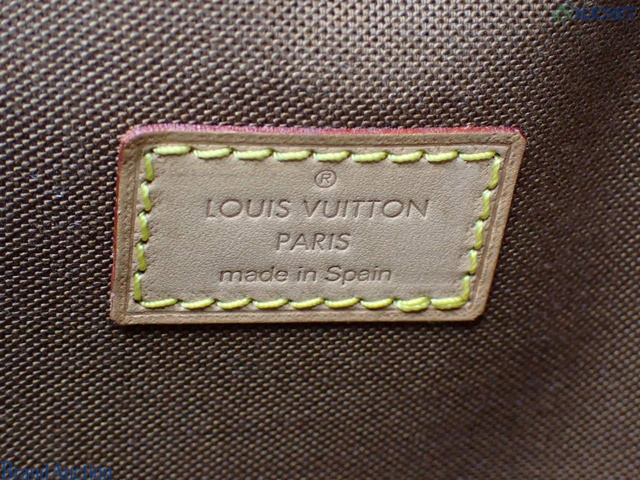 ®
LOUIS VUITTON
PARIS
made in Spain
Brand Auction